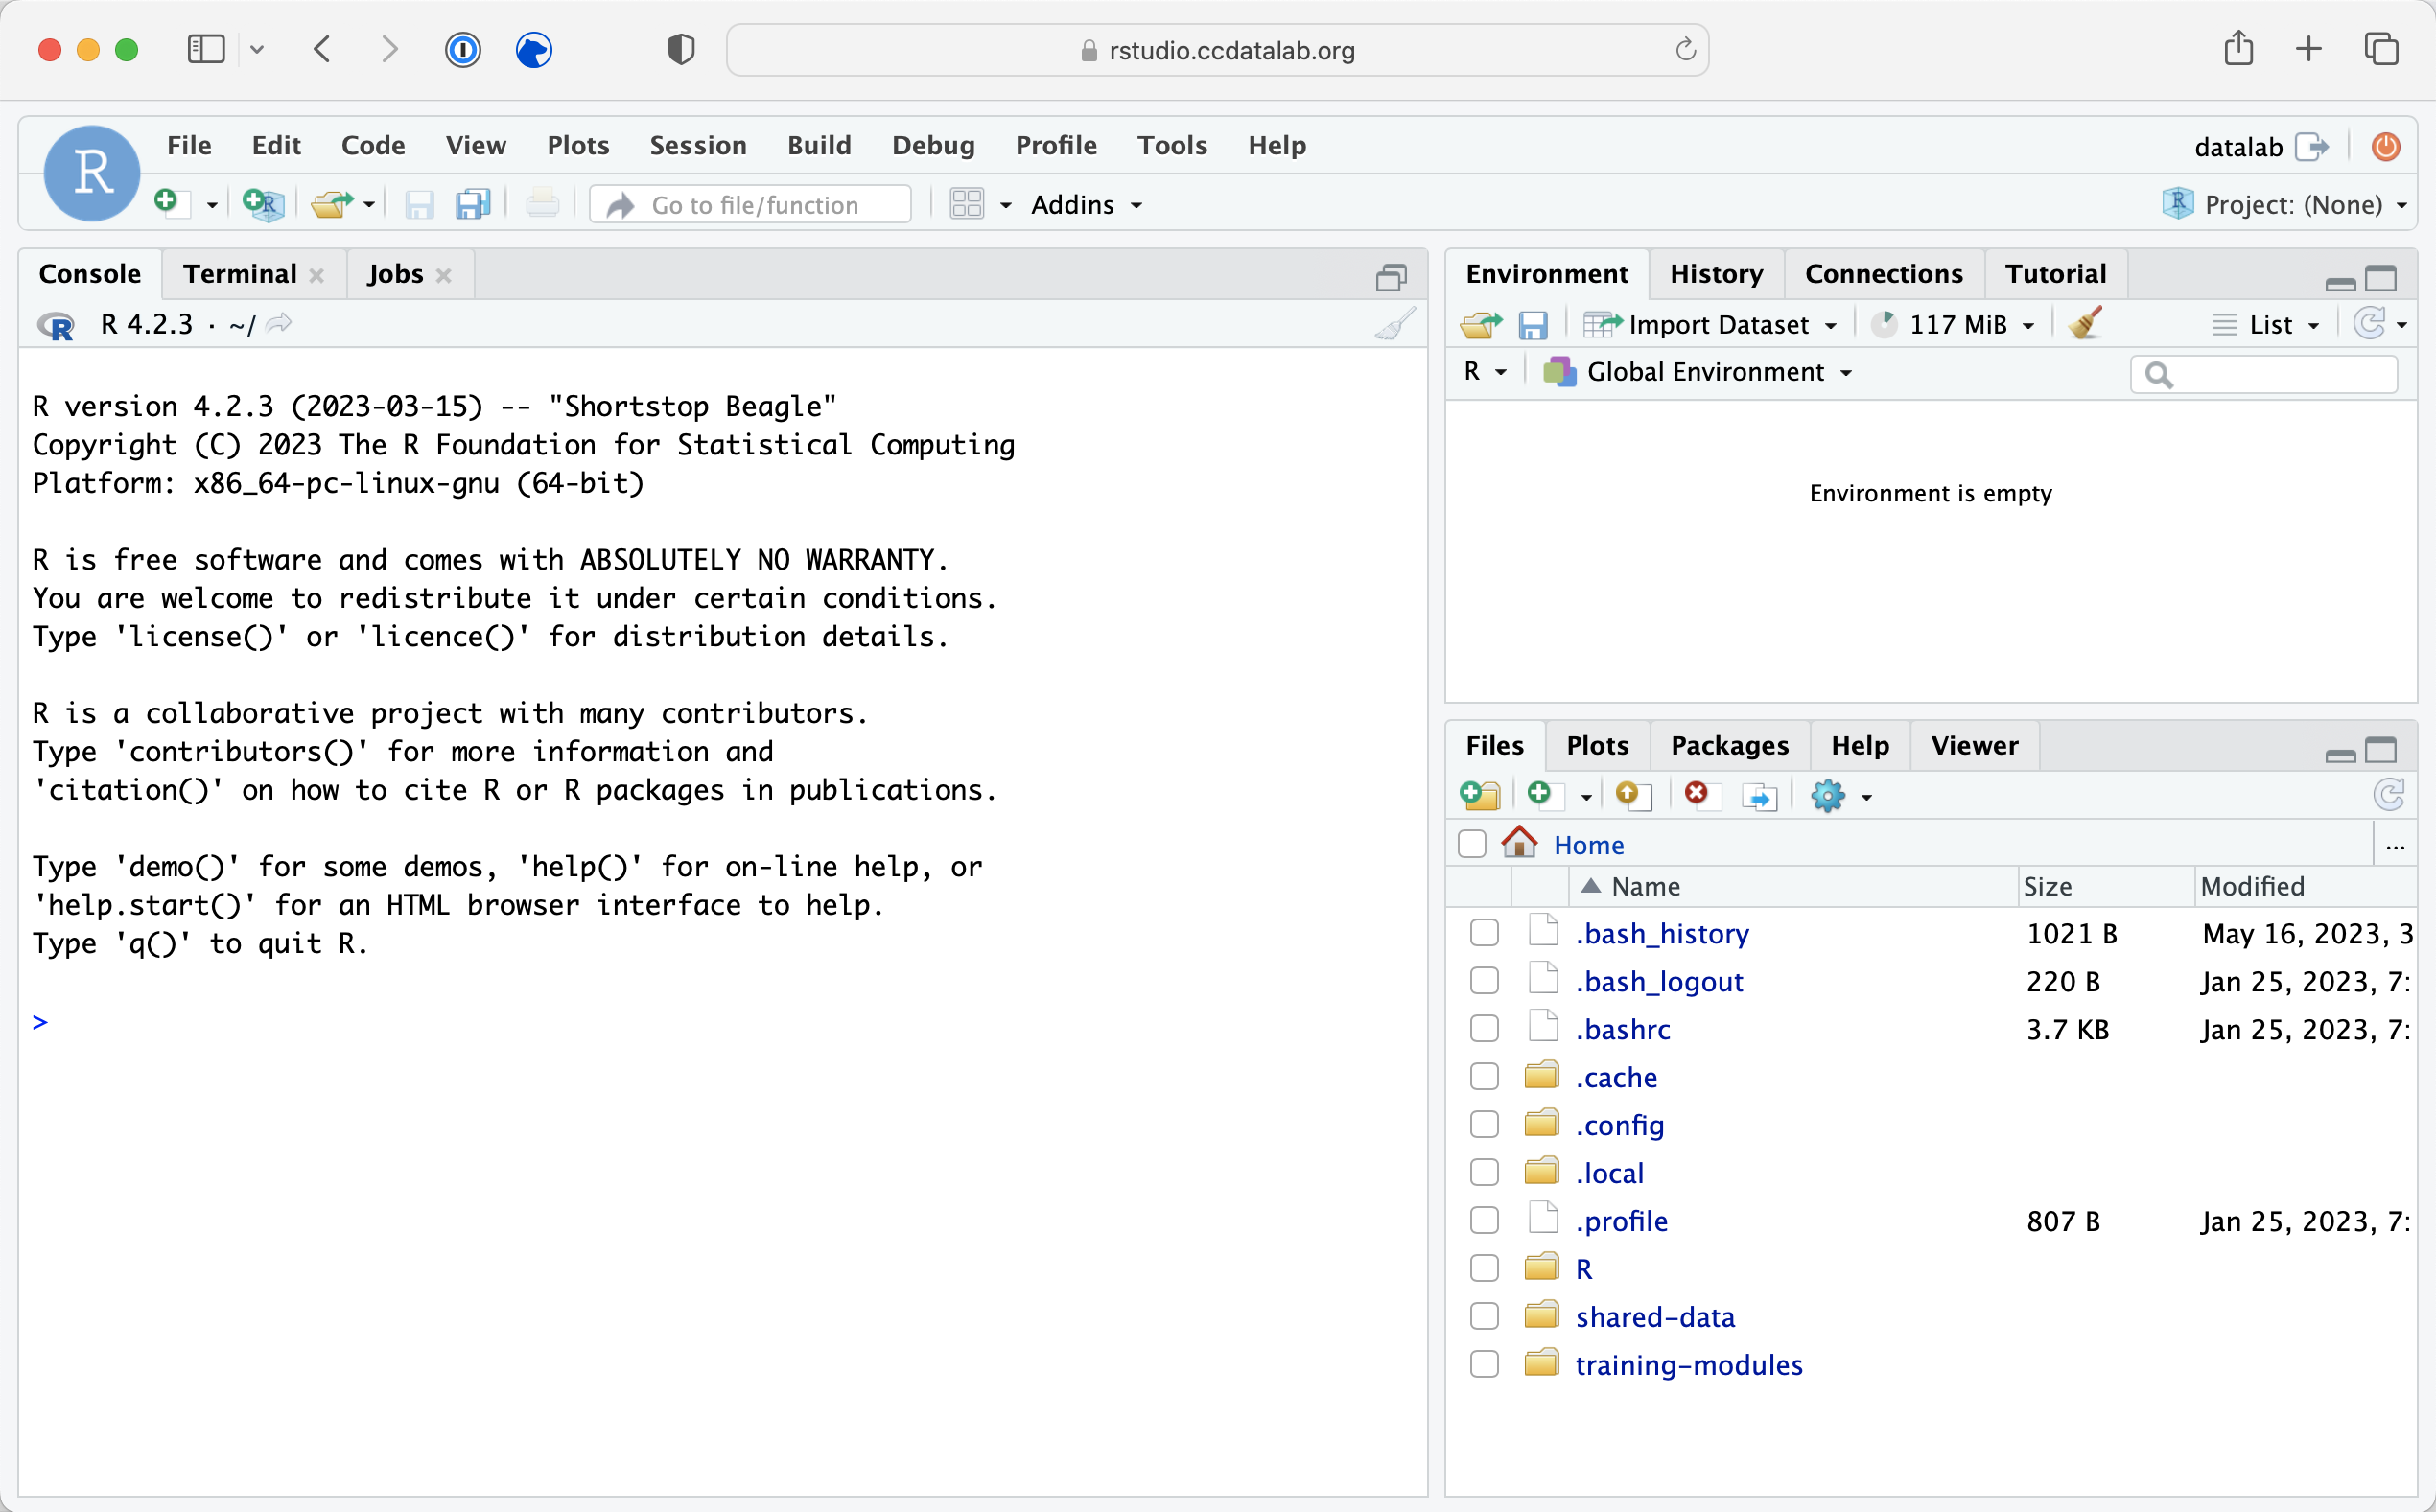 rstudio.ccdatalab.org
R
File Edit Code View Plots Session Build Debug Profile Tools Help
datalab
R
Go to file/function
Addins
R
Project: (None)
Console Terminal Jobs
R R 4.2.3 · ~/
R version 4.2.3 (2023-03-15) -- "Shortstop Beagle"
Copyright (C) 2023 The R Foundation for Statistical Computing
Platform: x86_64-pc-linux-gnu (64-bit)
R is free software and comes with ABSOLUTELY NO WARRANTY.
You are welcome to redistribute it under certain conditions.
Type 'license()' or 'licence()' for distribution details.
R is a collaborative project with many contributors.
Type 'contributors()' for more information and
'citation()' on how to cite R or R packages in publications.
Type 'demo()' for some demos, 'help()' for on-line help, or
'help.start()' for an HTML browser interface to help.
Type 'q()' to quit R.
>
Environment History Connections Tutorial
Import Dataset 117 MiB List
R Global Environment
Environment is empty
Files Plots Packages Help Viewer
Home ...
Name Size Modified
.bash_history 1021 B May 16, 2023, 3
.bash_logout 220 B Jan 25, 2023, 7:
.bashrc 3.7 KB Jan 25, 2023, 7:
.cache
.config
.local
.profile 807 B Jan 25, 2023, 7:
R
shared-data
training-modules